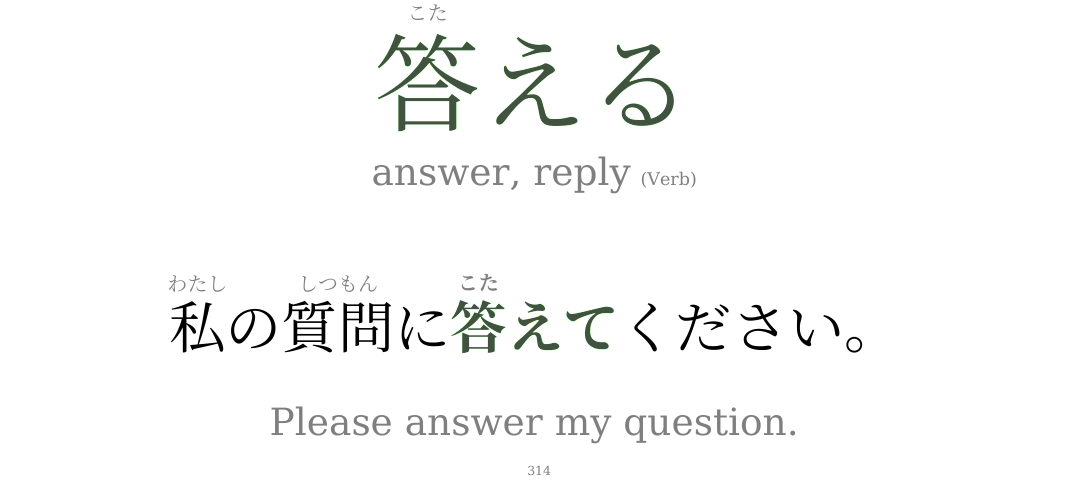 こた
答える
answer, reply (Verb)
わたし しつもん こた
私の質問に答えてください。
Please answer my question.
314